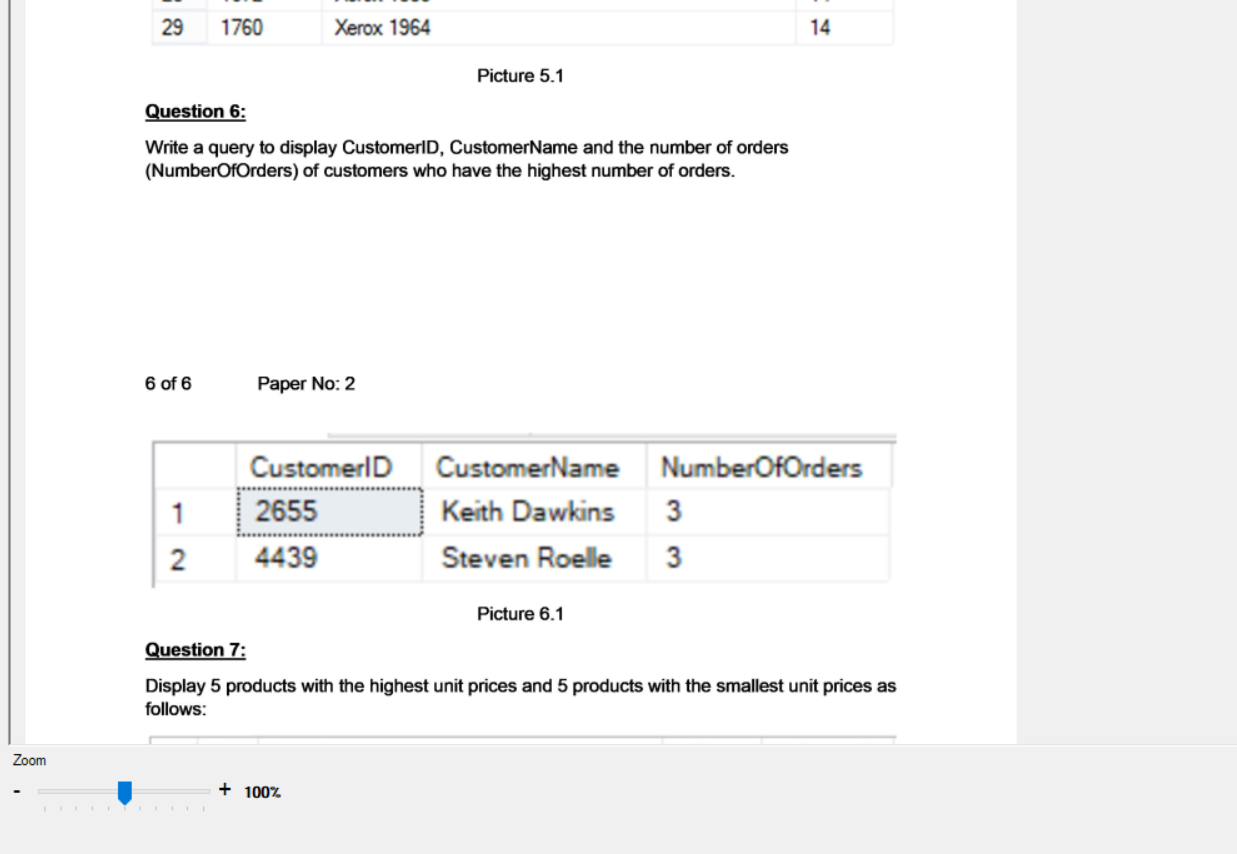 29 1760 Xerox 1964 14
Picture 5.1
Question 6:
Write a query to display CustomerID, CustomerName and the number of orders
(NumberOfOrders) of customers who have the highest number of orders.
6 of 6 Paper No: 2
CustomerID CustomerName NumberOfOrders
1 2655 Keith Dawkins 3
2 4439 Steven Roelle 3
Picture 6.1
Question 7:
Display 5 products with the highest unit prices and 5 products with the smallest unit prices as
follows:
Zoom
- + 100%